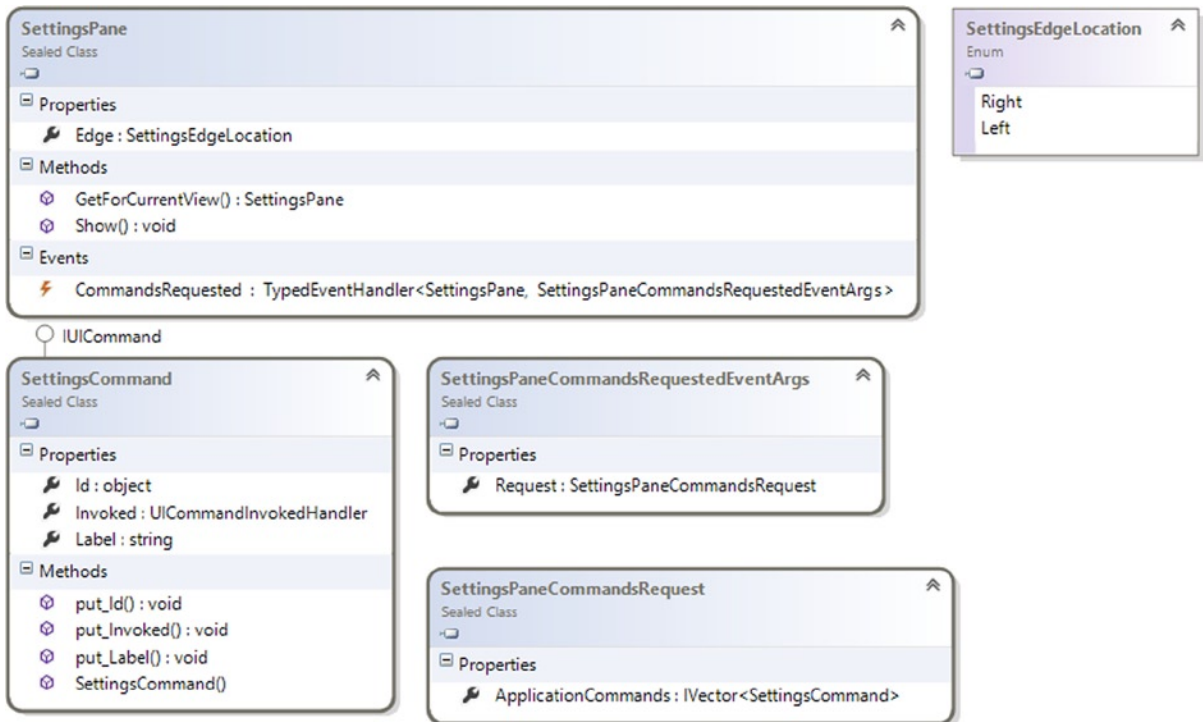 SettingsPane
Sealed Class
Properties
Edge : SettingsEdgeLocation
Methods
GetForCurrentView() : SettingsPane
Show() : void
Events
CommandsRequested : TypedEventHandler<SettingsPane, SettingsPaneCommandsRequestedEventArgs>
SettingsEdgeLocation
Enum
Right
Left
IUICommand
SettingsCommand
Sealed Class
Properties
Id : object
Invoked : UICommandInvokedHandler
Label : string
Methods
put_Id() : void
put_Invoked() : void
put_Label() : void
SettingsCommand()
SettingsPaneCommandsRequestedEventArgs
Sealed Class
Properties
Request : SettingsPaneCommandsRequest
SettingsPaneCommandsRequest
Sealed Class
Properties
ApplicationCommands : IVector<SettingsCommand>